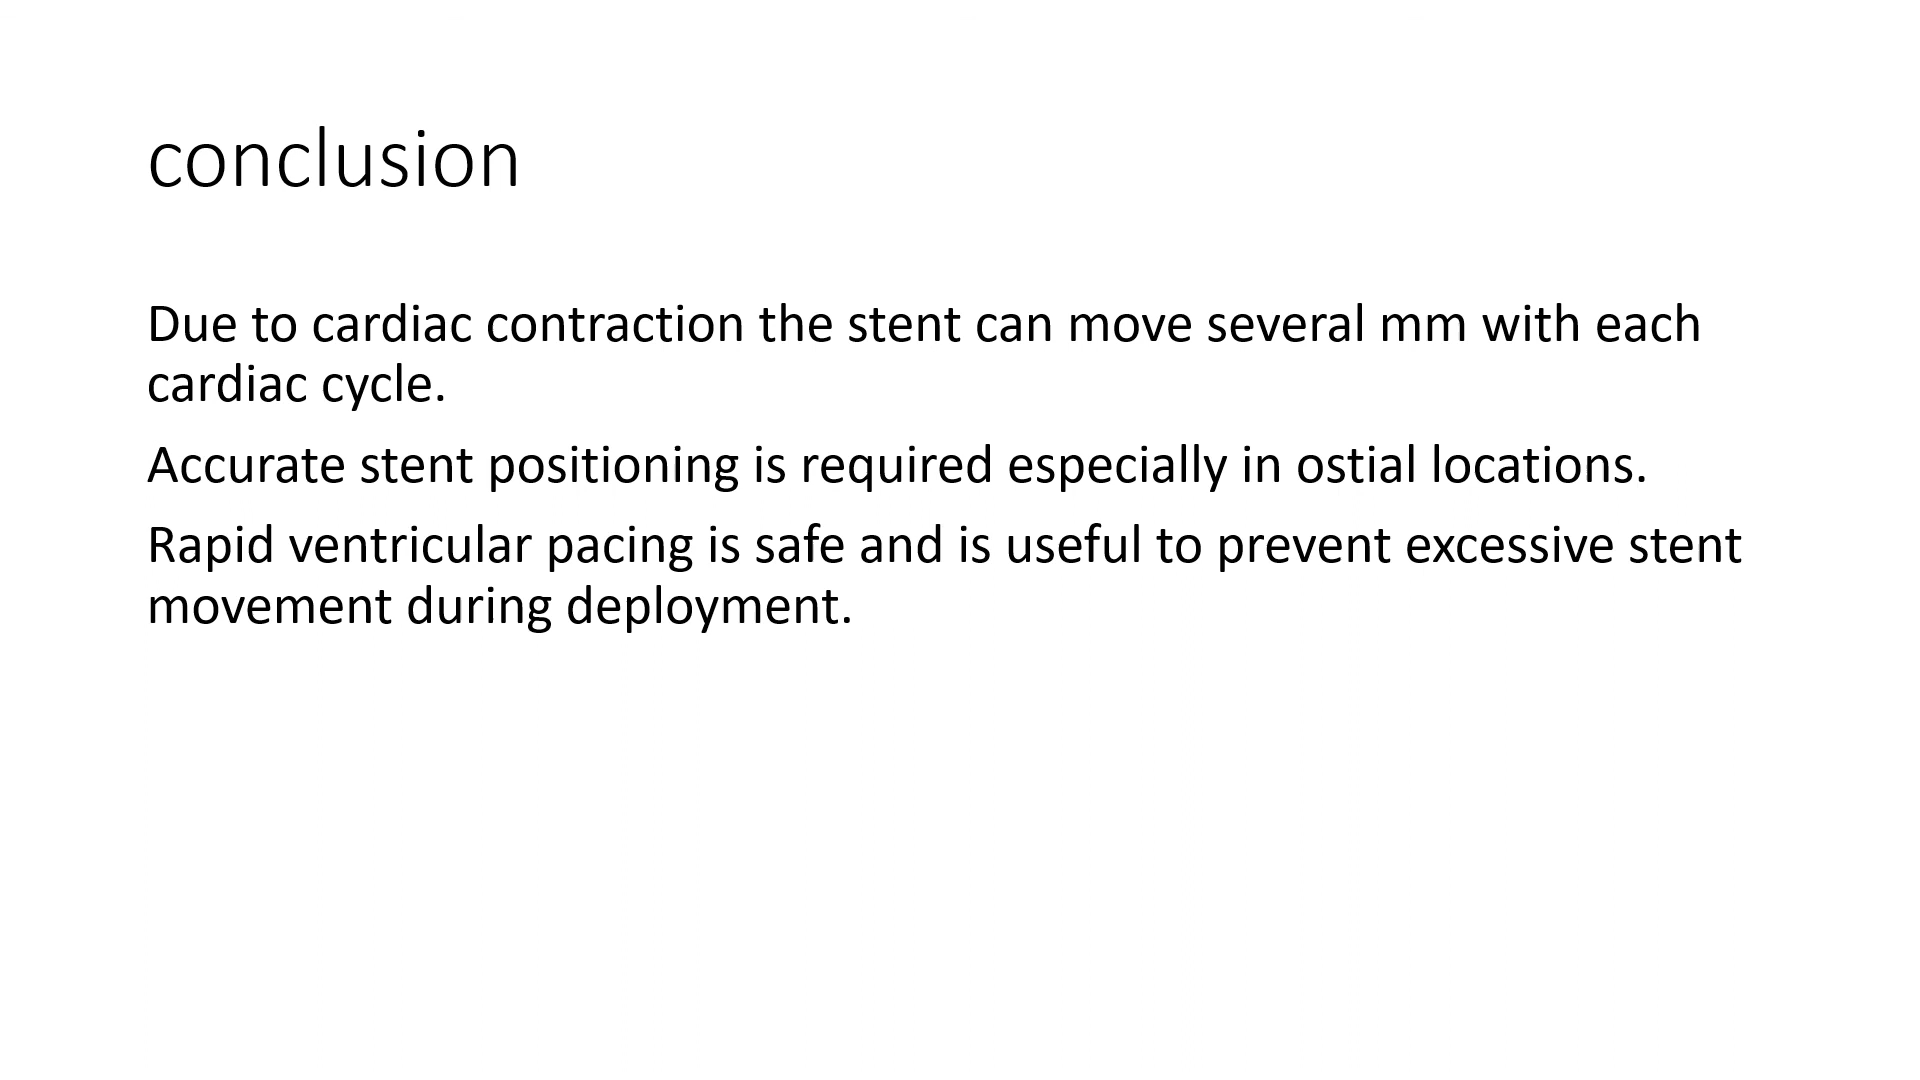 conclusion
Due to cardiac contraction the stent can move several mm with each
cardiac cycle.
Accurate stent positioning is required especially in ostial locations.
Rapid ventricular pacing is safe and is useful to prevent excessive stent
movement during deployment.